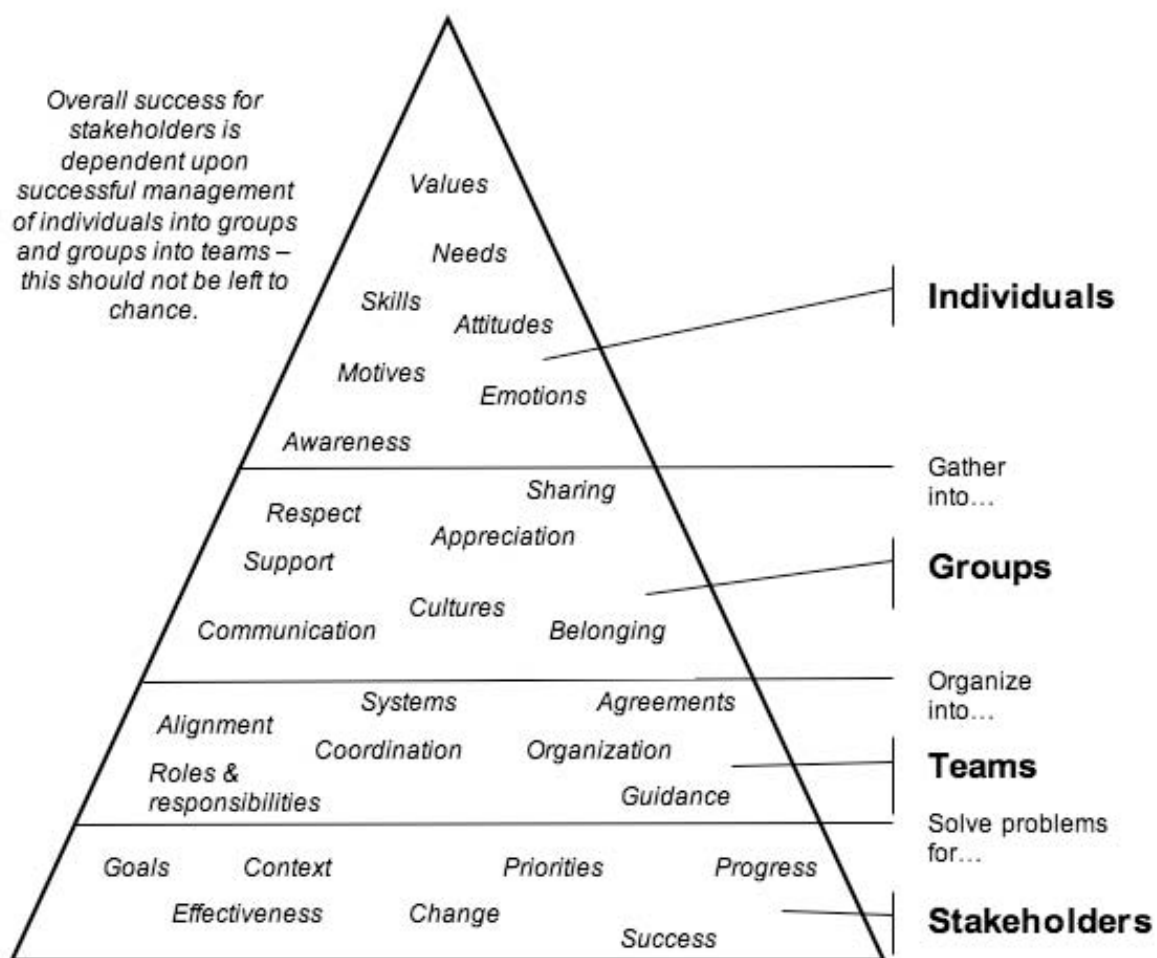 Overall success for
stakeholders is
dependent upon
successful management
of individuals into groups
and groups into teams –
this should not be left to
chance.
Values
Needs
Skills
Attitudes
Motives
Emotions
Awareness
Individuals
Gather
into…
Sharing
Respect
Appreciation
Support
Cultures
Communication
Belonging
Groups
Organize
into…
Systems
Agreements
Alignment
Coordination
Organization
Roles &
responsibilities
Guidance
Teams
Solve problems
for…
Goals
Context
Priorities
Progress
Effectiveness
Change
Success
Stakeholders